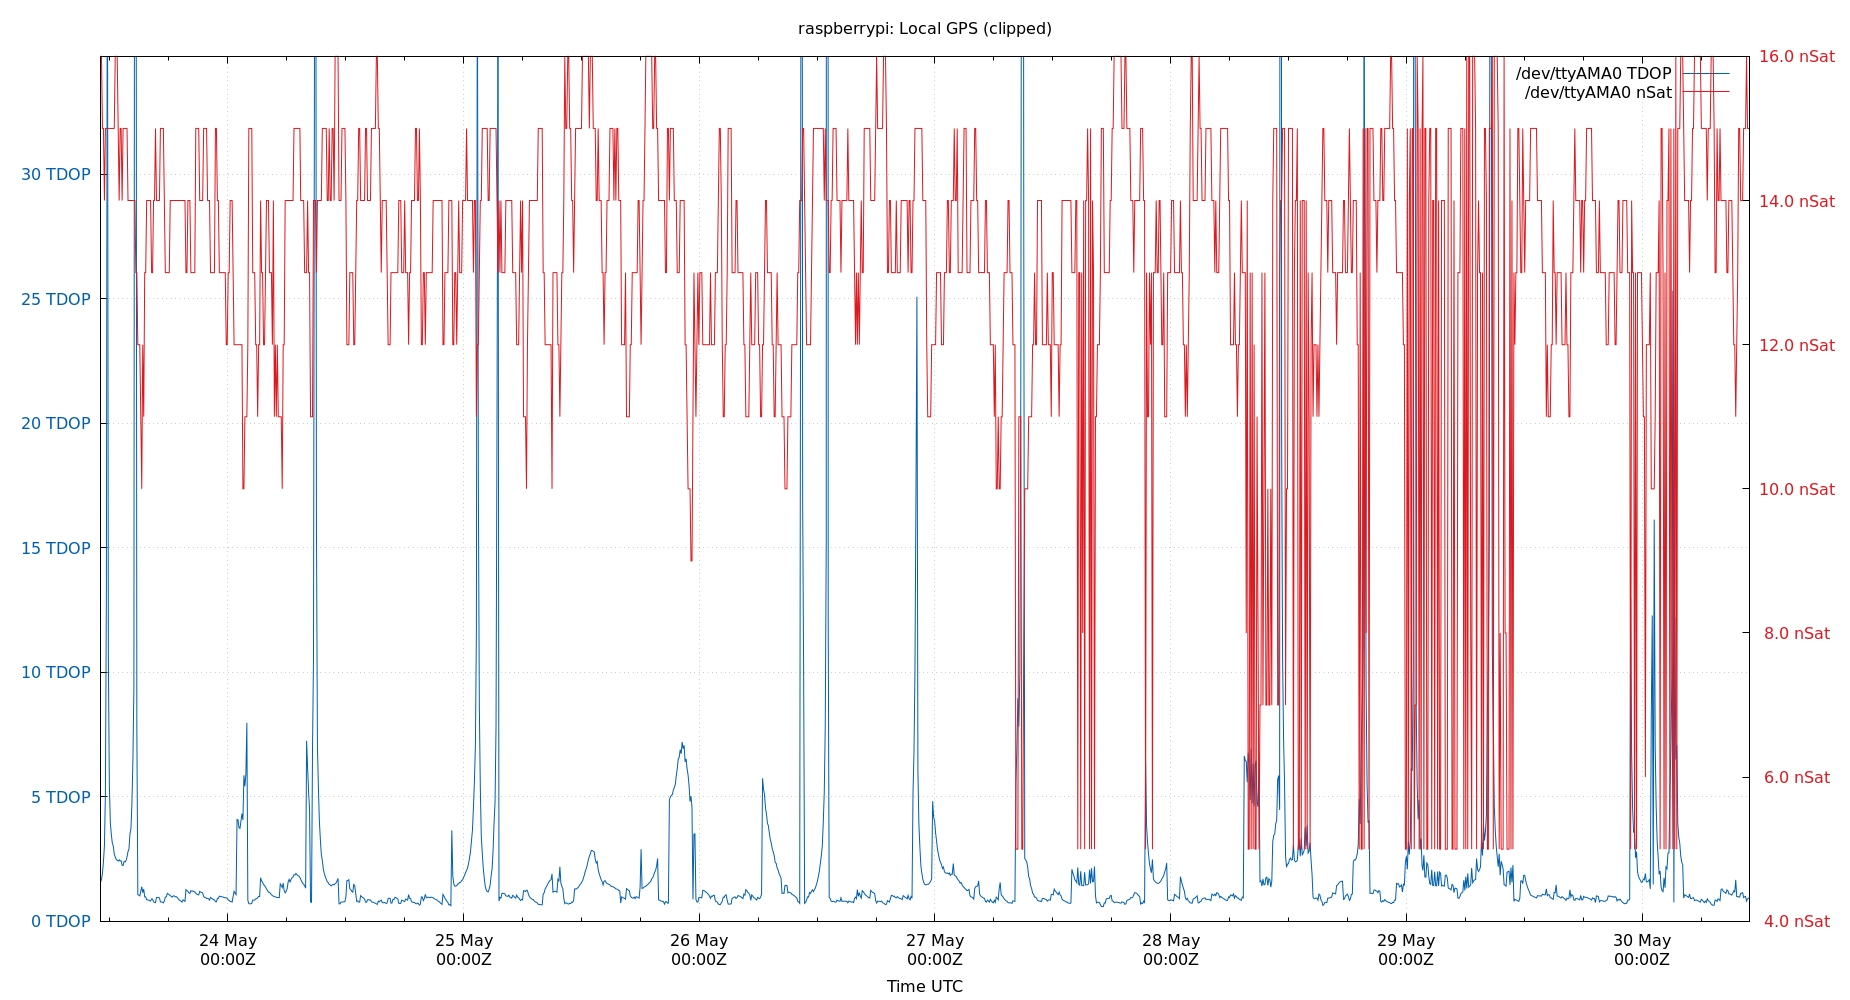 raspberrypi: Local GPS (clipped)
16.0 nSat
/dev/ttyAMA0 TDOP
/dev/ttyAMA0 nSat
30 TDOP
14.0 nSat
25 TDOP
12.0 nSat
20 TDOP
10.0 nSat
15 TDOP
8.0 nSat
10 TDOP
6.0 nSat
5 TDOP
0 TDOP
4.0 nSat
24 May 25 May 26 May 27 May 28 May 29 May 30 May
00:00Z 00:00Z 00:00Z 00:00Z 00:00Z 00:00Z 00:00Z
Time UTC